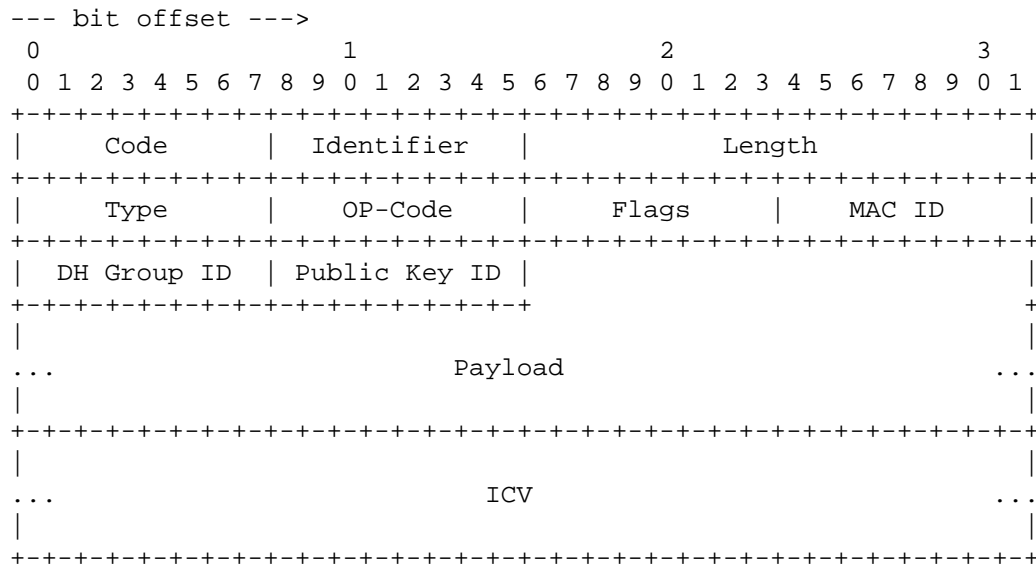 --- bit offset --->
 0                   1                   2                   3
 0 1 2 3 4 5 6 7 8 9 0 1 2 3 4 5 6 7 8 9 0 1 2 3 4 5 6 7 8 9 0 1
+-+-+-+-+-+-+-+-+-+-+-+-+-+-+-+-+-+-+-+-+-+-+-+-+-+-+-+-+-+-+-+-+
|     Code      |  Identifier   |            Length             |
+-+-+-+-+-+-+-+-+-+-+-+-+-+-+-+-+-+-+-+-+-+-+-+-+-+-+-+-+-+-+-+-+
|     Type      |    OP-Code    |     Flags     |    MAC ID     |
+-+-+-+-+-+-+-+-+-+-+-+-+-+-+-+-+-+-+-+-+-+-+-+-+-+-+-+-+-+-+-+-+
|  DH Group ID  | Public Key ID |                               |
+-+-+-+-+-+-+-+-+-+-+-+-+-+-+-+-+                               +
|                                                               |
...                         Payload                           ...
|                                                               |
+-+-+-+-+-+-+-+-+-+-+-+-+-+-+-+-+-+-+-+-+-+-+-+-+-+-+-+-+-+-+-+-+
|                                                               |
...                           ICV                             ...
|                                                               |
+-+-+-+-+-+-+-+-+-+-+-+-+-+-+-+-+-+-+-+-+-+-+-+-+-+-+-+-+-+-+-+-+